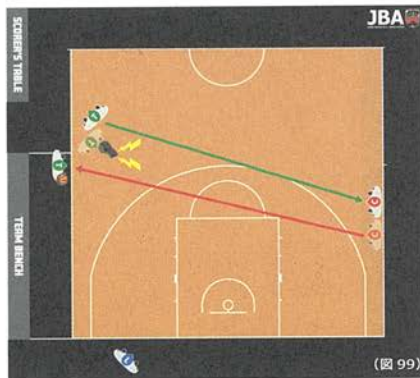 JBA
SCORER'S TABLE
TEAM BENCH
T
C
C
L
(図 99)